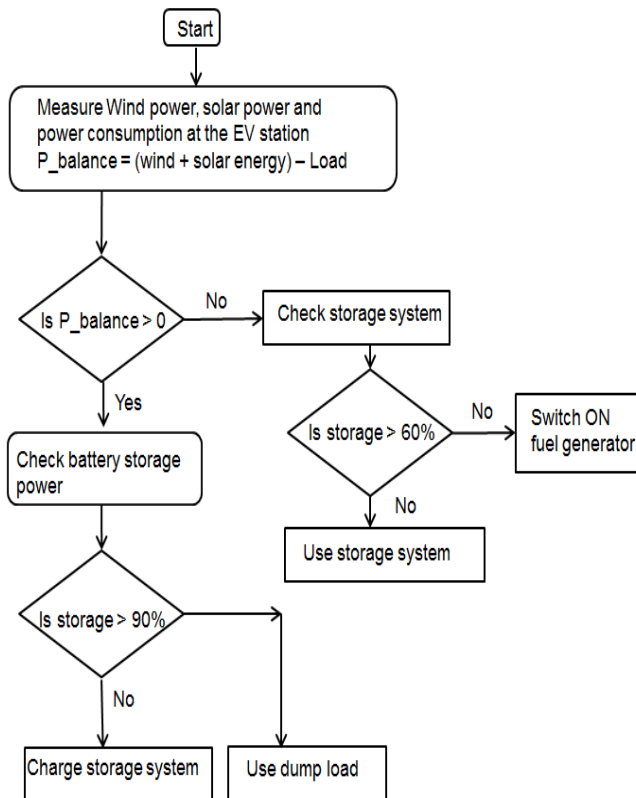 Start
Measure Wind power, solar power and
power consumption at the EV station
P_balance = (wind + solar energy) – Load
Is P_balance > 0
No
Check storage system
Yes
Is storage > 60%
No
Switch ON
fuel generator
Check battery storage
power
No
Use storage system
Is storage > 90%
No
Charge storage system
Use dump load